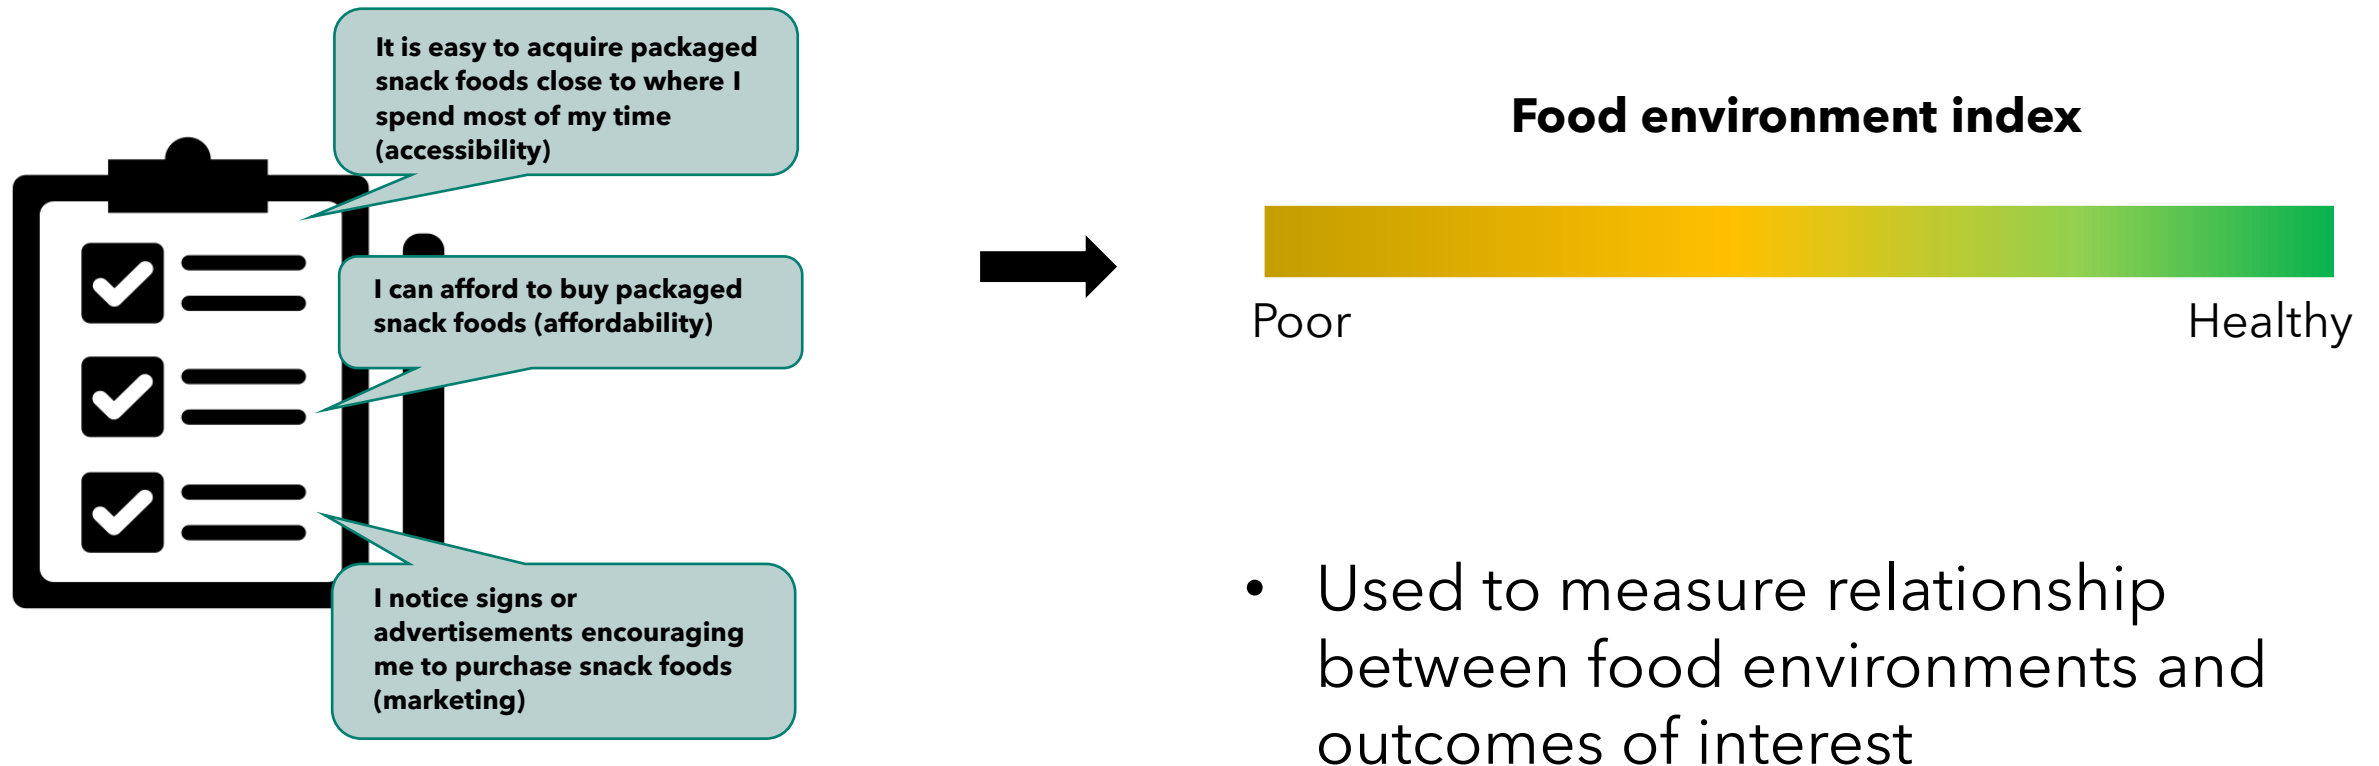 It is easy to acquire packaged
snack foods close to where I
spend most of my time
(accessibility)
I can afford to buy packaged
snack foods (affordability)
I notice signs or
advertisements encouraging
me to purchase snack foods
(marketing)
Food environment index
Poor
Healthy
• Used to measure relationship
between food environments and
outcomes of interest